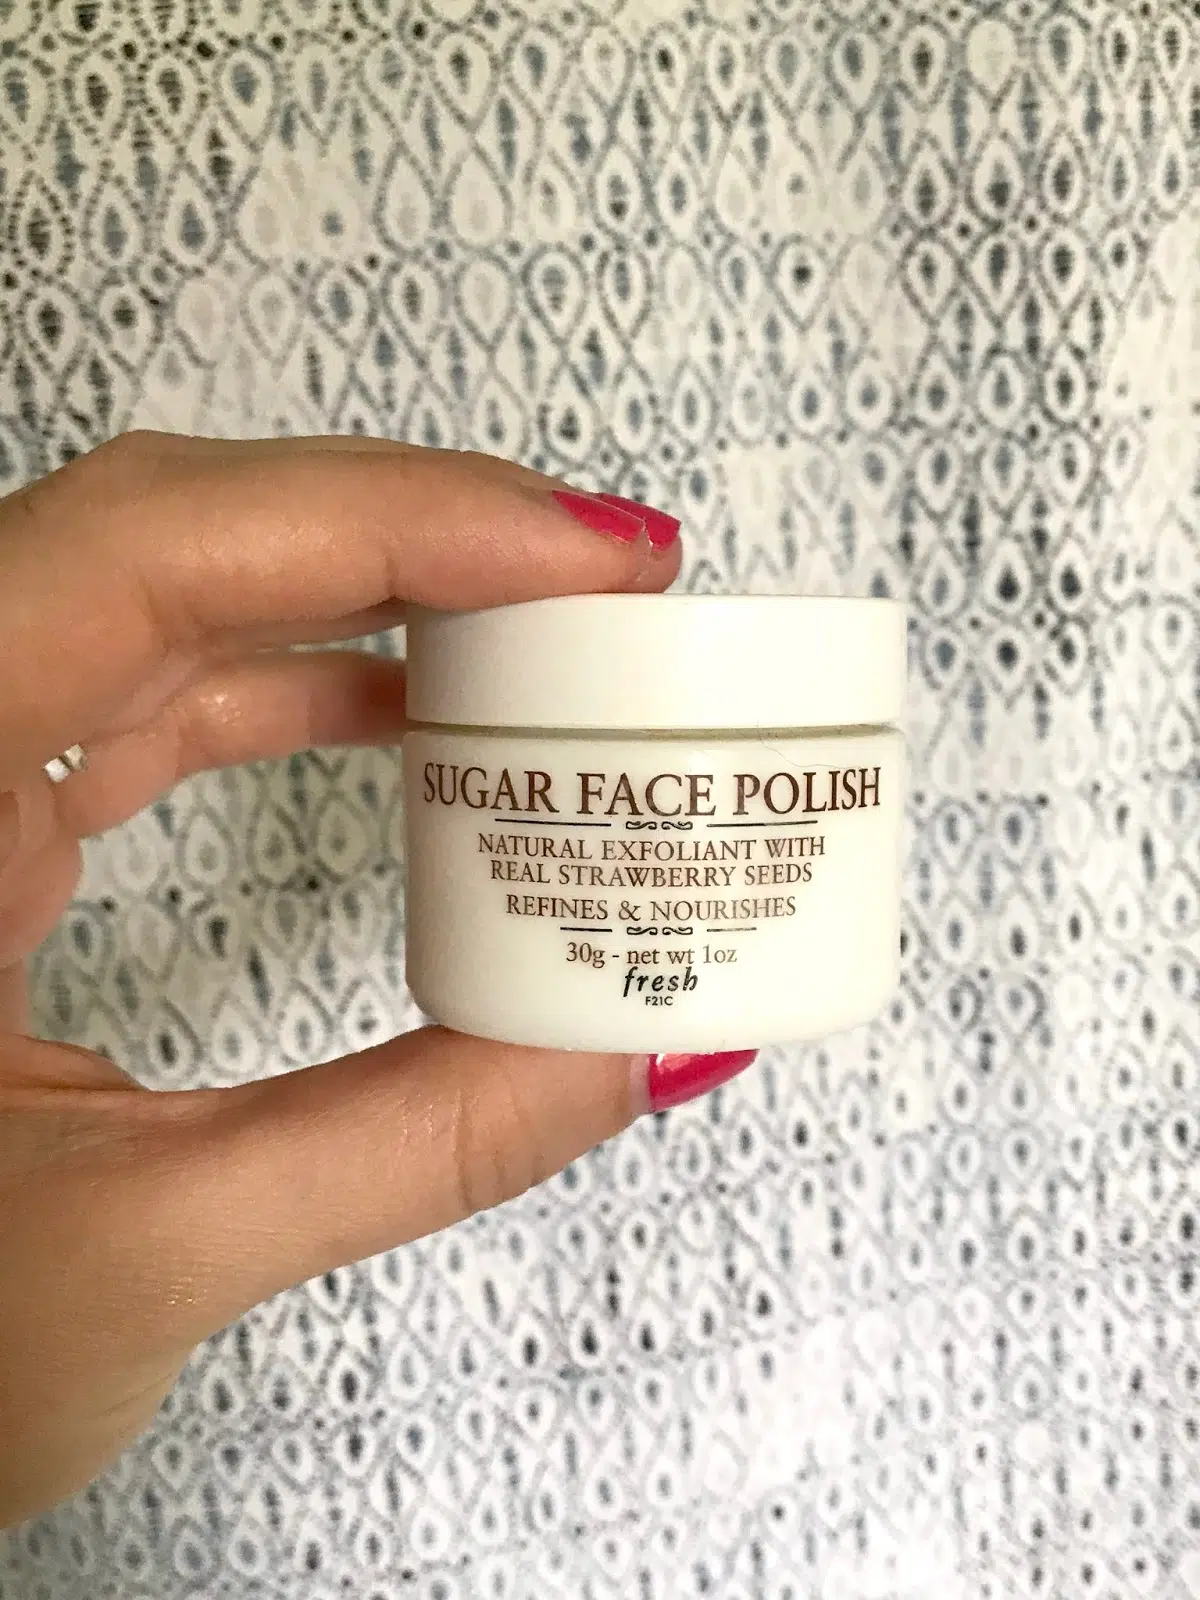 SUGAR FACE POLISH
NATURAL EXFOLIANT WITH
REAL STRAWBERRY SEEDS
REFINES & NOURISHES
30g - net wt 1oz
fresh
F21C